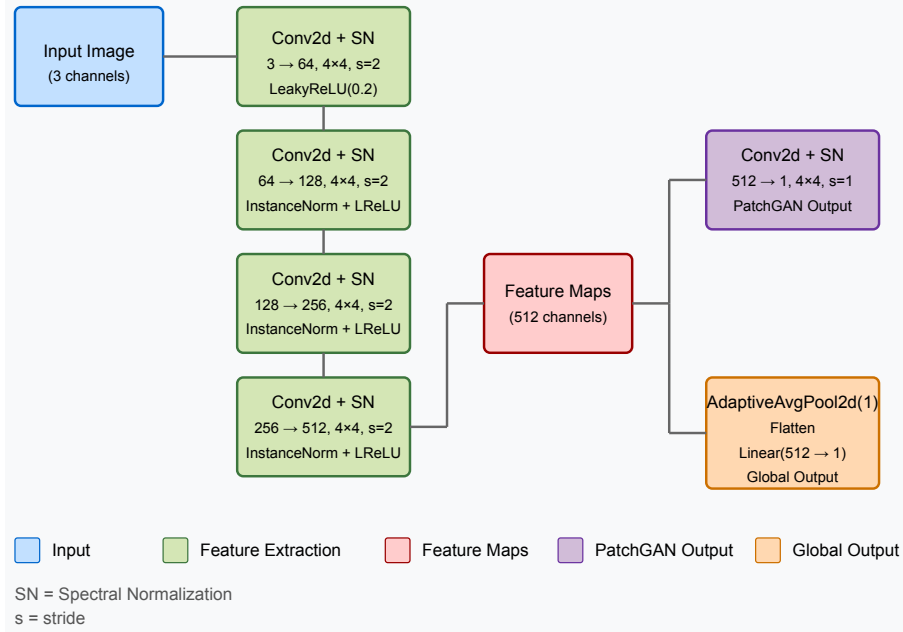 Input Image
(3 channels)
Conv2d + SN
3 → 64, 4×4, s=2
LeakyReLU(0.2)
Conv2d + SN
64 → 128, 4×4, s=2
InstanceNorm + LReLU
Conv2d + SN
128 → 256, 4×4, s=2
InstanceNorm + LReLU
Conv2d + SN
256 → 512, 4×4, s=2
InstanceNorm + LReLU
Feature Maps
(512 channels)
Conv2d + SN
512 → 1, 4×4, s=1
PatchGAN Output
AdaptiveAvgPool2d(1)
Flatten
Linear(512 → 1)
Global Output
Input
Feature Extraction
Feature Maps
PatchGAN Output
Global Output
SN = Spectral Normalization
s = stride